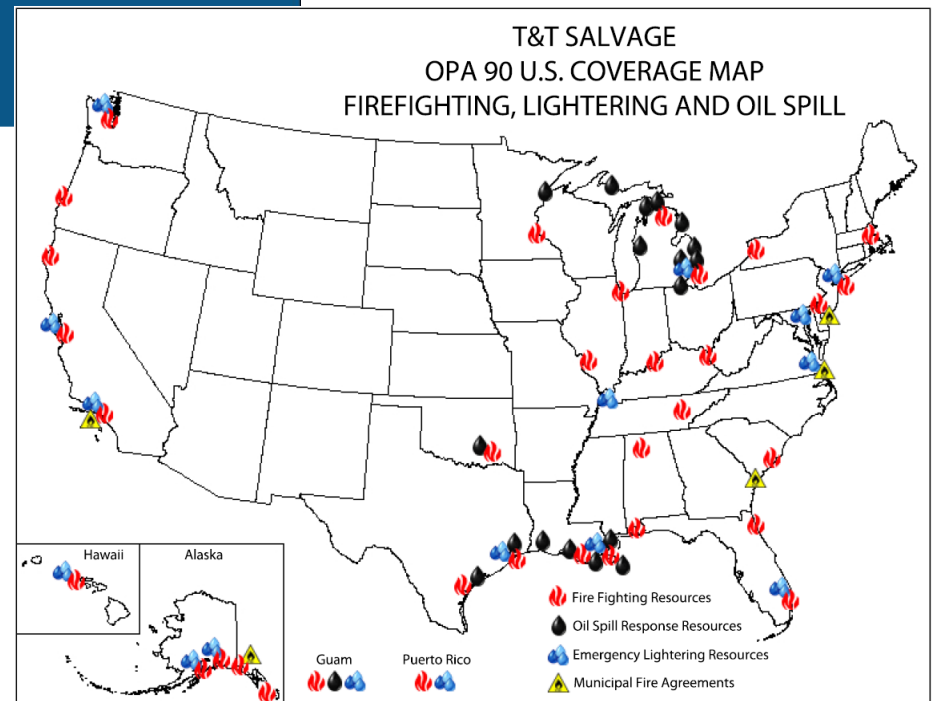 T&T SALVAGE
OPA 90 U.S. COVERAGE MAP
FIREFIGHTING, LIGHTERING AND OIL SPILL
Hawaii
Alaska
Guam
Puerto Rico
Fire Fighting Resources
Oil Spill Response Resources
Emergency Lightering Resources
Municipal Fire Agreements